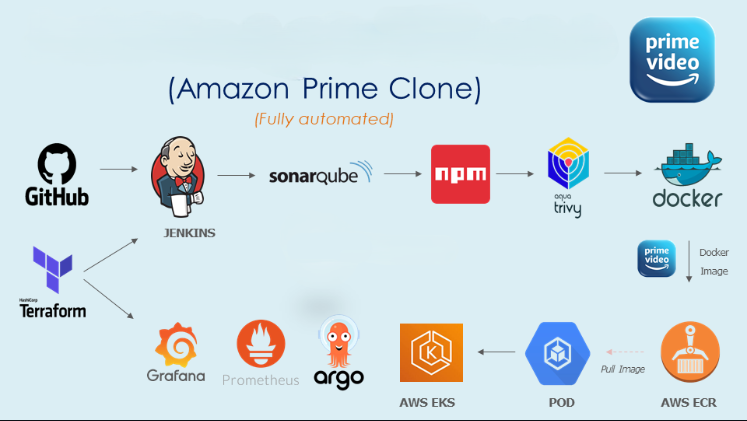 prime
video
(Amazon Prime Clone)
(Fully automated)
GitHub
JENKINS
sonarqube
npm
aqua
trivy
docker
HashiCorp
Terraform
prime
video
Docker
Image
Grafana
Prometheus
argo
K
AWS EKS
POD
Pull Image
AWS ECR